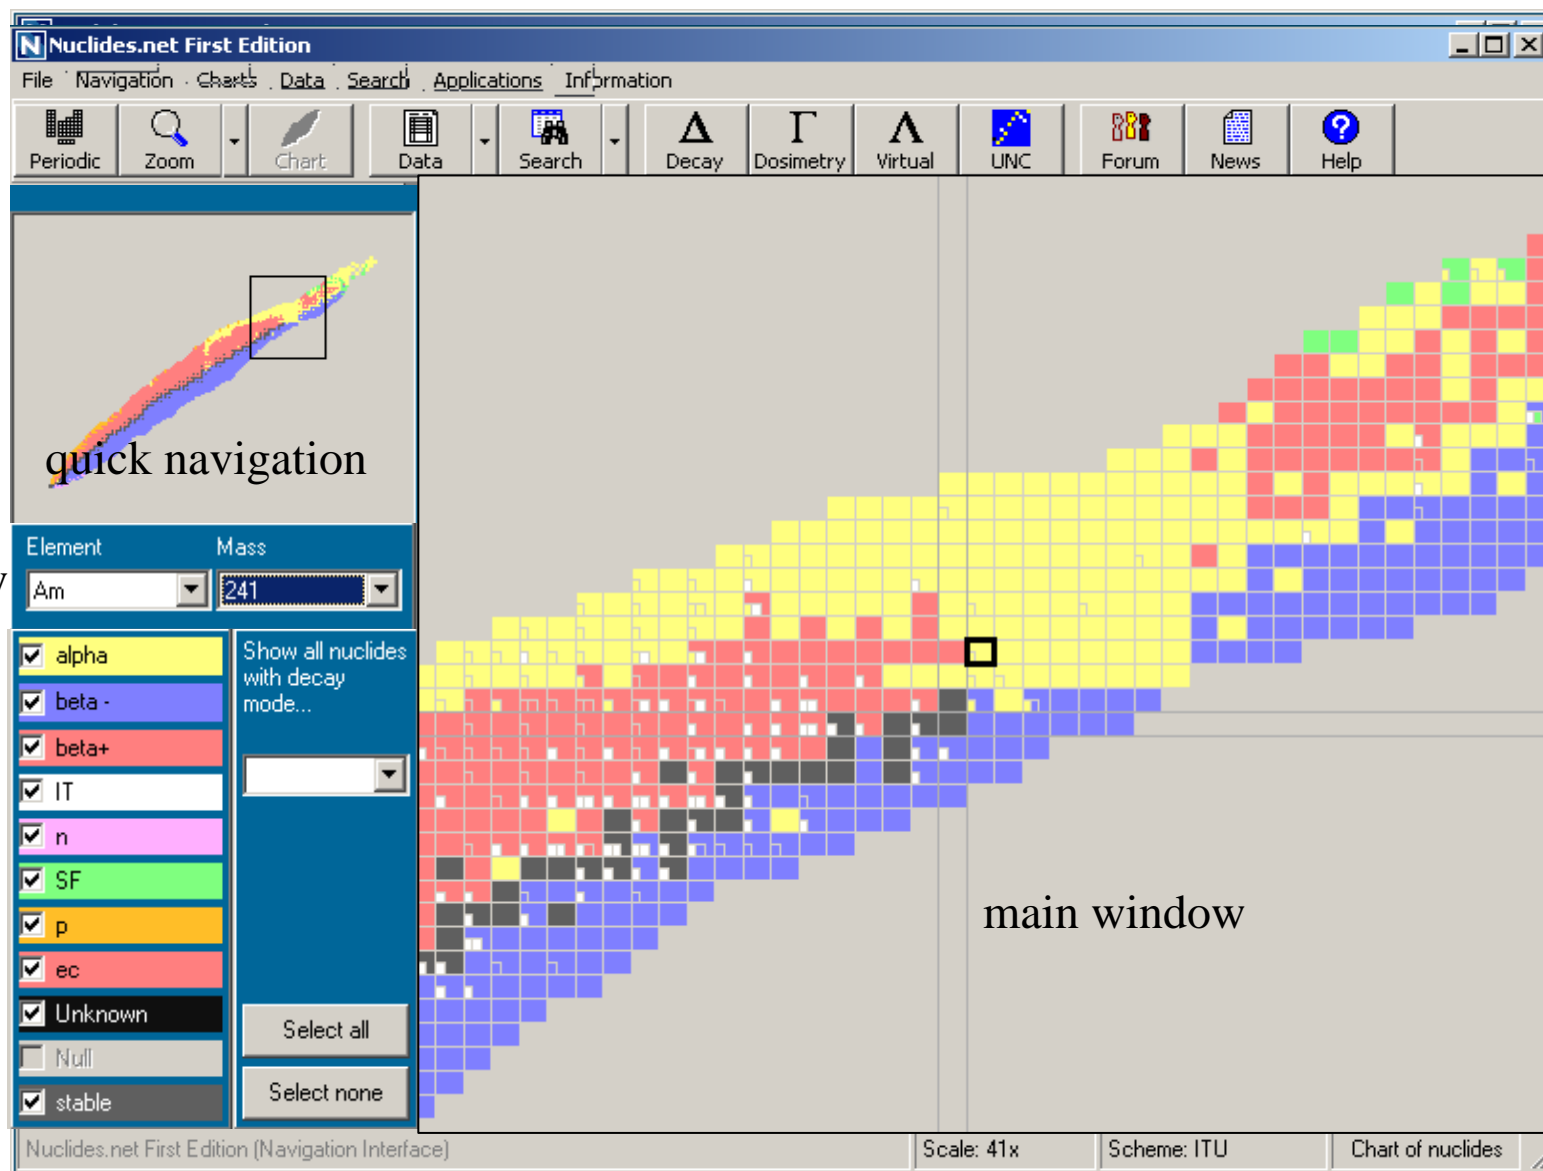 Nuclides.net First Edition
File Navigation Charts Data Search Applications Information
Periodic Zoom Chart Data Search Decay Dosimetry Virtual UNC Forum News Help
Δ Γ Λ
quick navigation
Element Mass
y
Am 241
alpha
beta -
beta+
IT
n
SF
p
ec
Unknown
Null
stable
Show all nuclides
with decay
mode...
Select all
Select none
main window
Nuclides.net First Edition (Navigation Interface) Scale: 41x Scheme: ITU Chart of nuclides